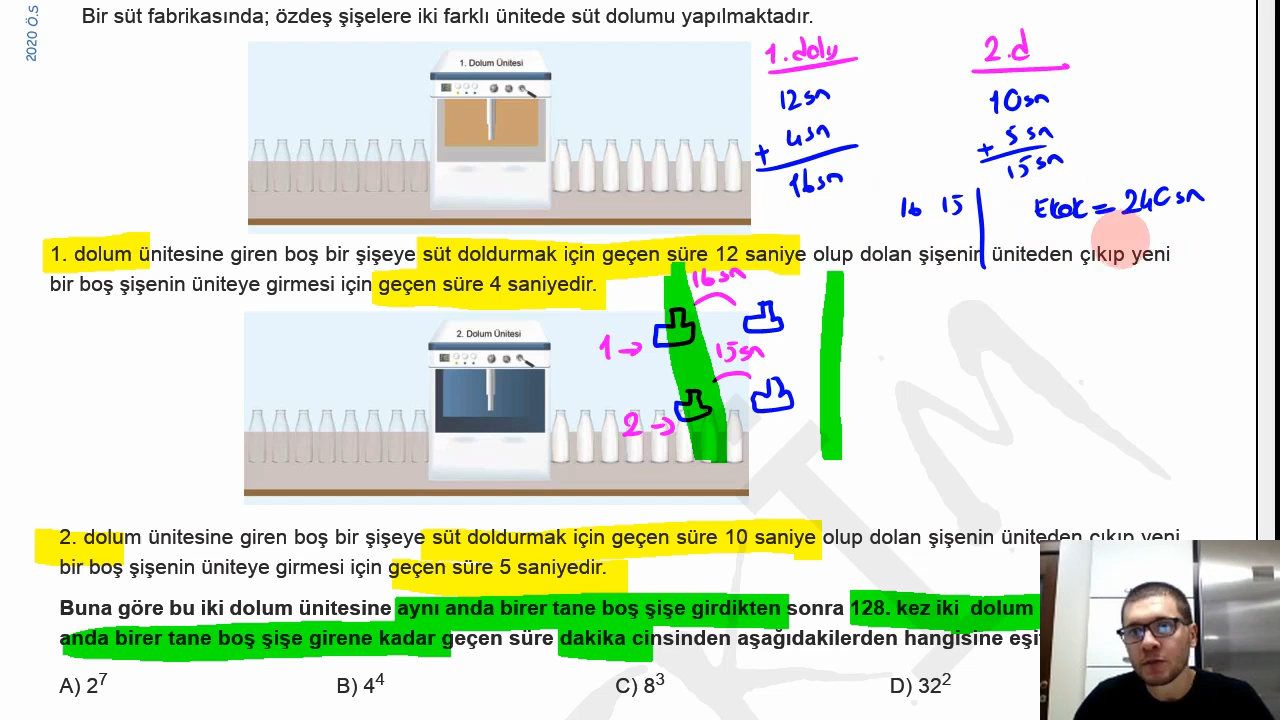 2020 Ö.S
Bir süt fabrikasında; özdeş şişelere iki farklı ünitede süt dolumu yapılmaktadır.
1. Dolum Ünitesi
1. dolu
2. d
12sn
10sn
4sn
5sn
+
+
16sn
15sn
16 15
Ekok = 240 sn
1. dolum ünitesine giren boş bir şişeye süt doldurmak için geçen süre 12 saniye olup dolan şişenin üniteden çıkıp yeni
bir boş şişenin üniteye girmesi için geçen süre 4 saniyedir.
16sn
2. Dolum Ünitesi
1 →
15sn
2 →
2. dolum ünitesine giren boş bir şişeye süt doldurmak için geçen süre 10 saniye olup dolan şişenin üniteden çıkıp yeni
bir boş şişenin üniteye girmesi için geçen süre 5 saniyedir.
Buna göre bu iki dolum ünitesine aynı anda birer tane boş şişe girdikten sonra 128. kez iki dolum
anda birer tane boş şişe girene kadar geçen süre dakika cinsinden aşağıdakilerden hangisine eşit
A) 2⁷
B) 4⁴
C) 8³
D) 32²